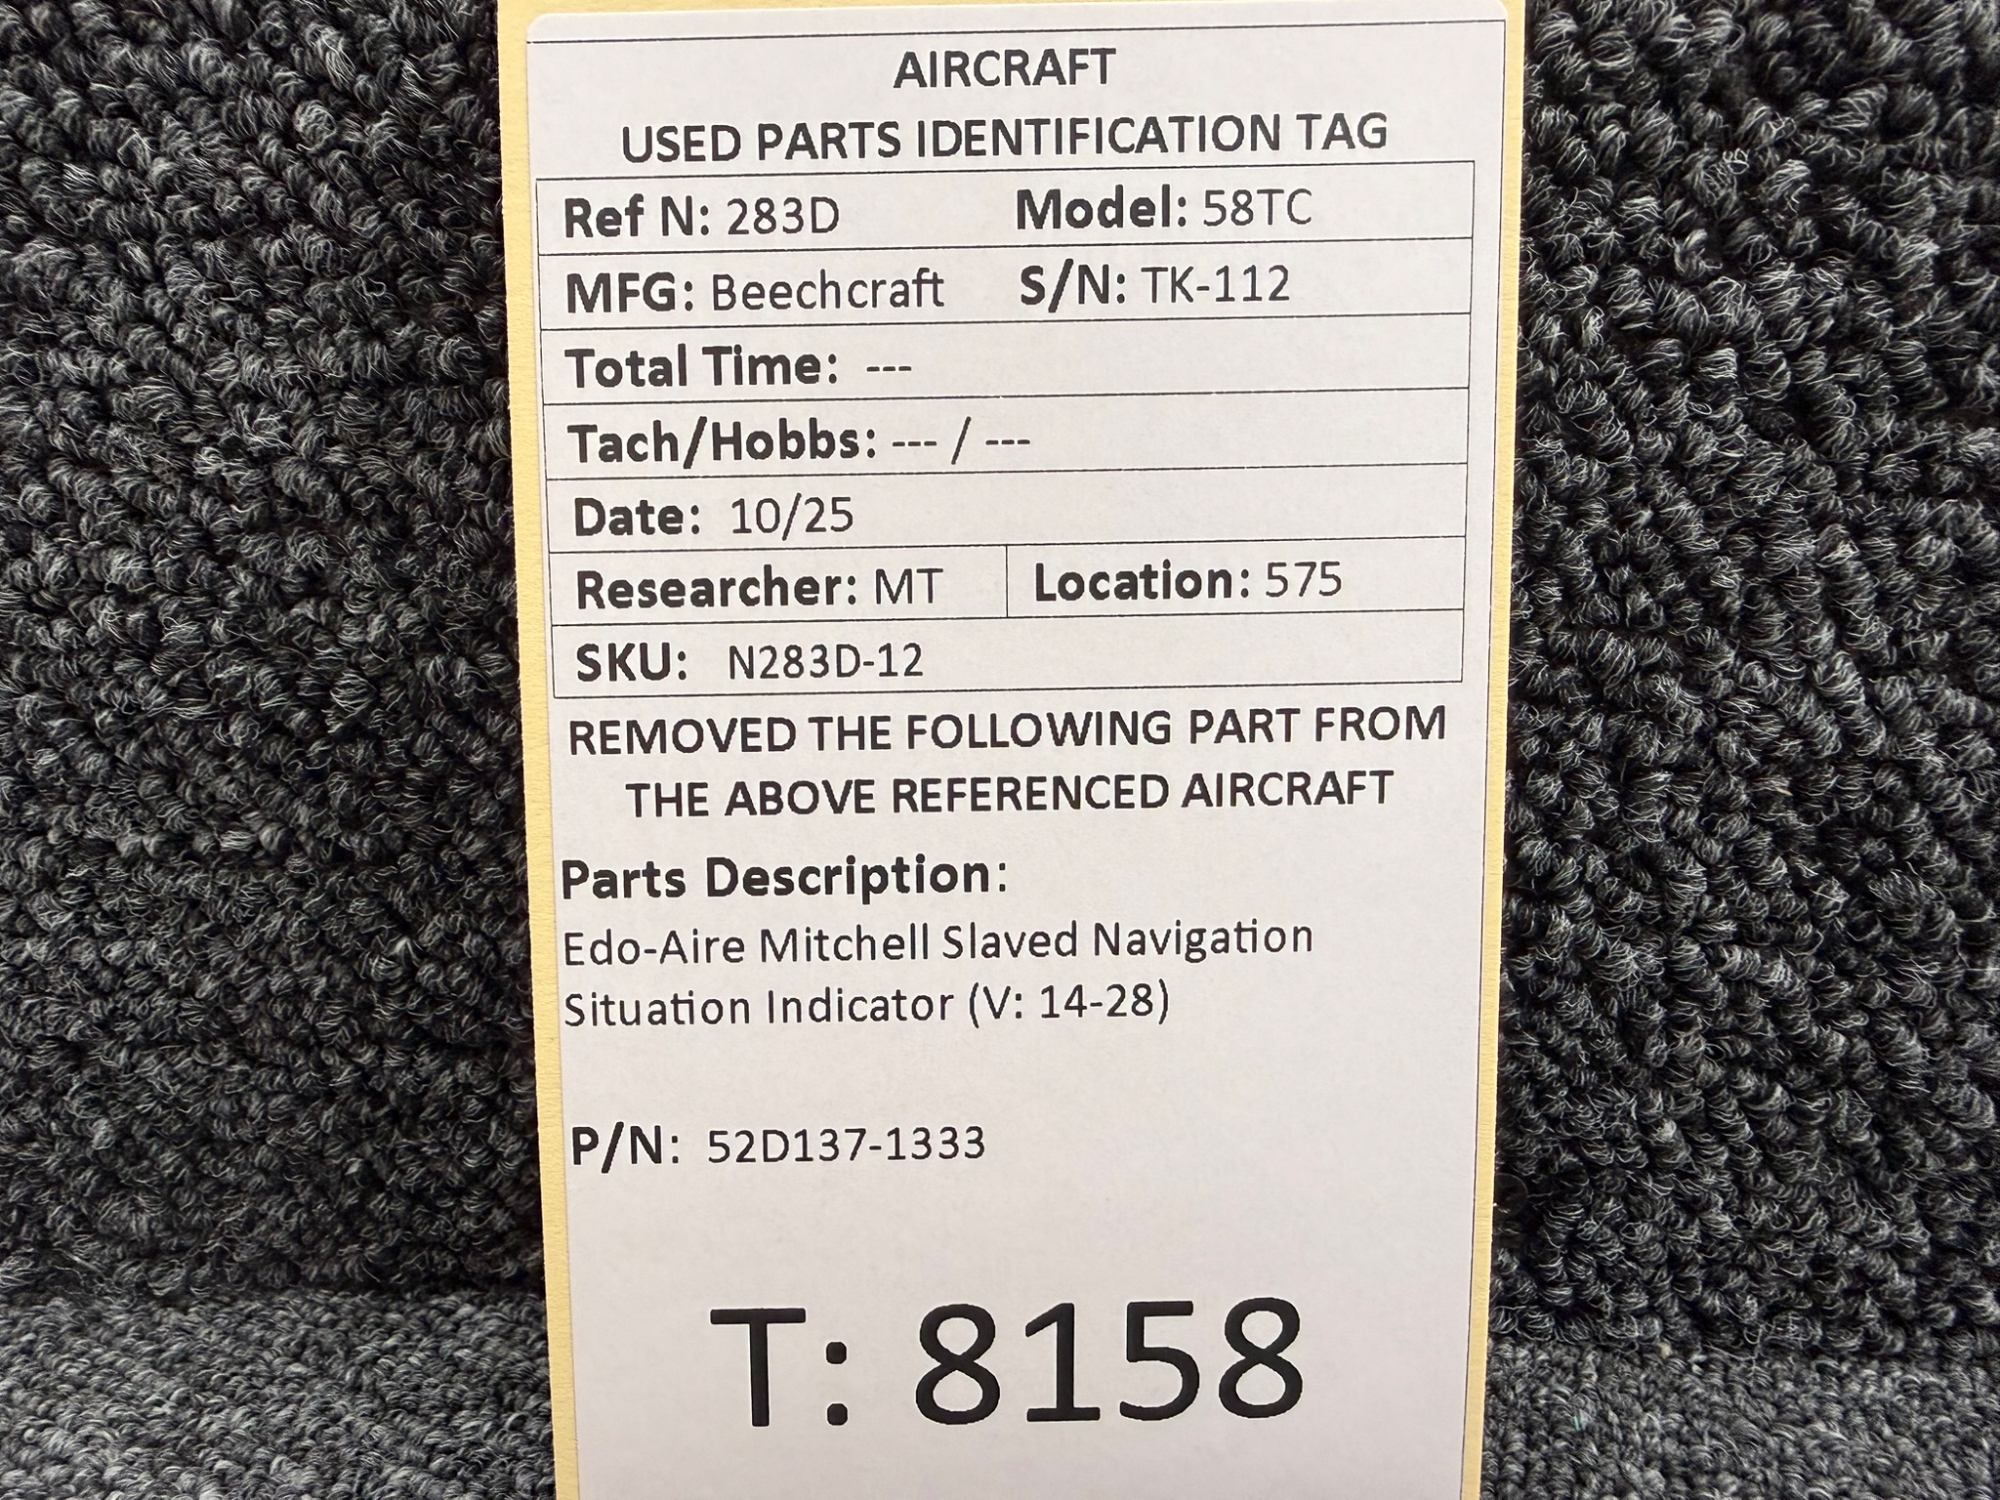 AIRCRAFT
USED PARTS IDENTIFICATION TAG
Ref N: 283D Model: 58TC
MFG: Beechcraft S/N: TK-112
Total Time: ---
Tach/Hobbs: --- / ---
Date: 10/25
Researcher: MT Location: 575
SKU: N283D-12
REMOVED THE FOLLOWING PART FROM
THE ABOVE REFERENCED AIRCRAFT
Parts Description:
Edo-Aire Mitchell Slaved Navigation
Situation Indicator (V: 14-28)
P/N: 52D137-1333
T: 8158